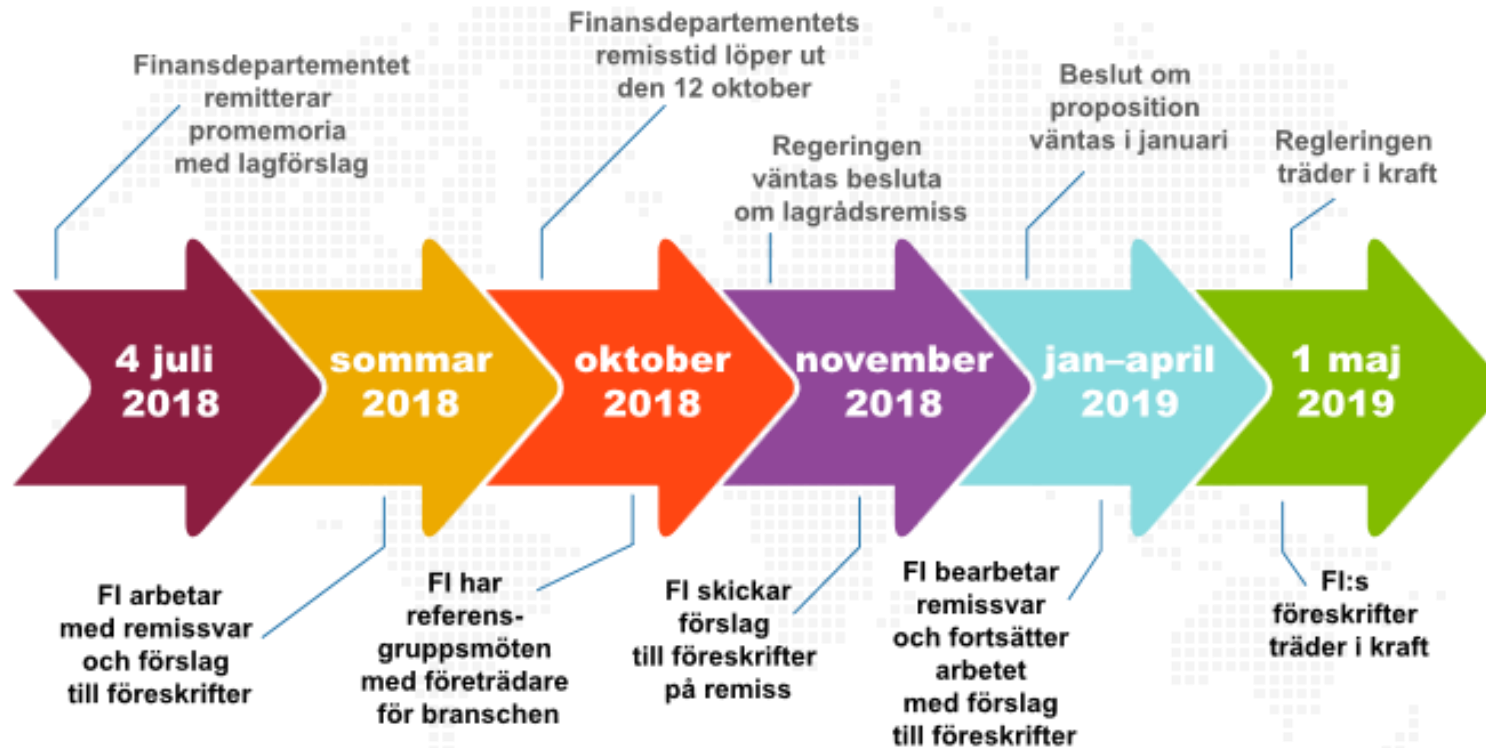 Finansdepartementet
remitterar
promemoria
med lagförslag
Finansdepartementets
remisstid löper ut
den 12 oktober
Regeringen
väntas besluta
om lagrådsremiss
Beslut om
proposition
väntas i januari
Regleringen
träder i kraft
4 juli
2018
sommar
2018
oktober
2018
november
2018
jan–april
2019
1 maj
2019
FI arbetar
med remissvar
och förslag
till föreskrifter
FI har
referens-
gruppsmöten
med företrädare
för branschen
FI skickar
förslag
till föreskrifter
på remiss
FI bearbetar
remissvar
och fortsätter
arbetet
med förslag
till föreskrifter
FI:s
föreskrifter
träder i kraft